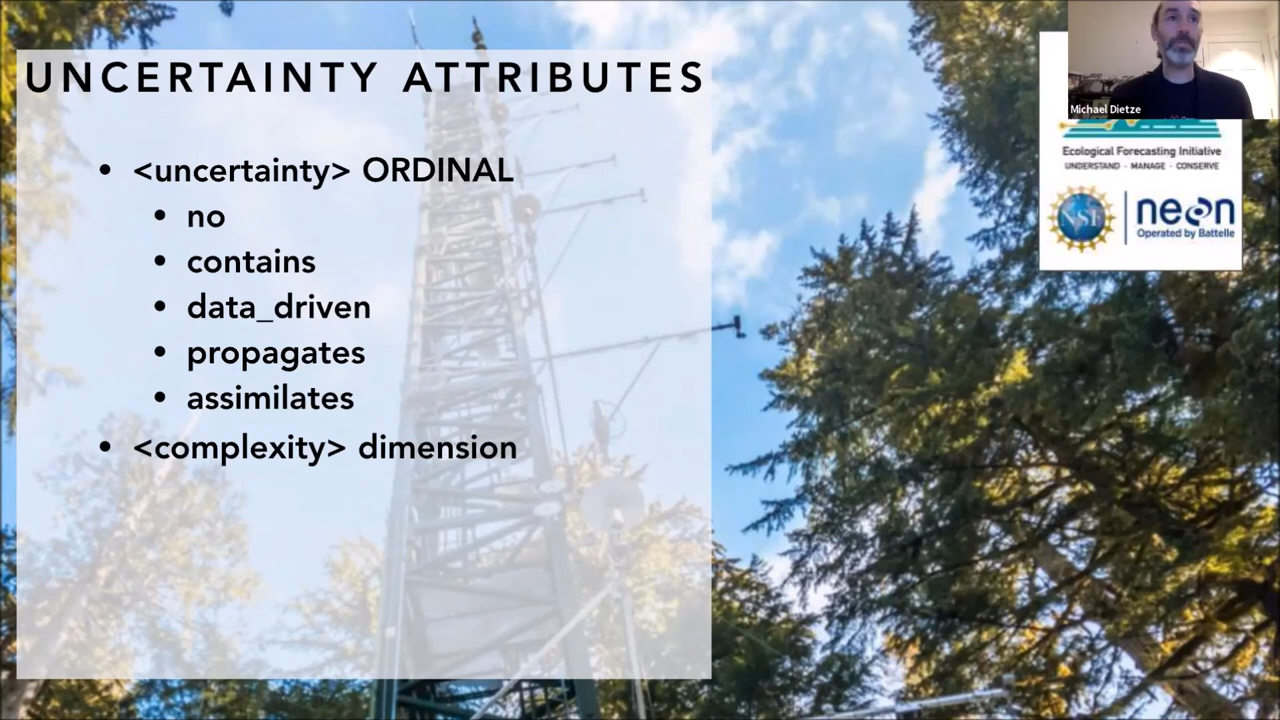 UNCERTAINTY ATTRIBUTES
• <uncertainty> ORDINAL
• no
• contains
• data_driven
• propagates
• assimilates
• <complexity> dimension
Michael Dietze
Ecological Forecasting Initiative
UNDERSTAND · MANAGE · CONSERVE
NSF
neon
Operated by Battelle